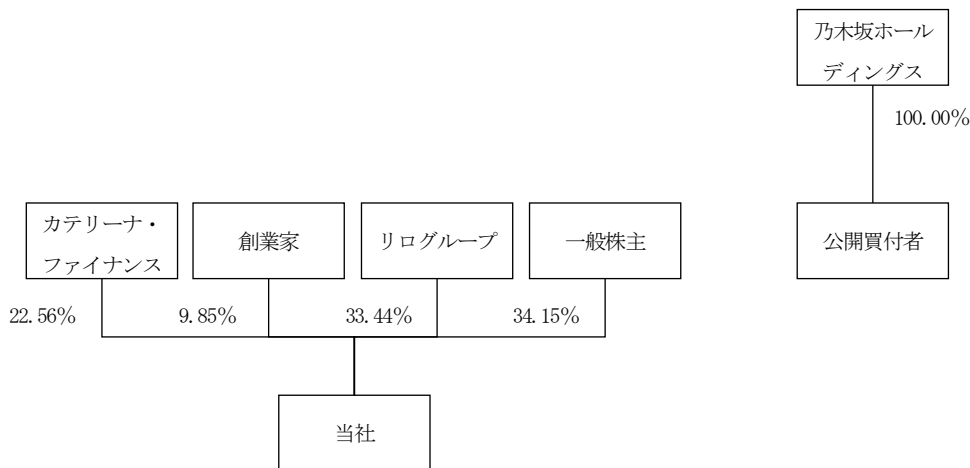 乃木坂ホール
ディングス
100.00%
カテリーナ・
ファイナンス
創業家
リログループ
一般株主
公開買付者
22.56%
9.85%
33.44%
34.15%
当社